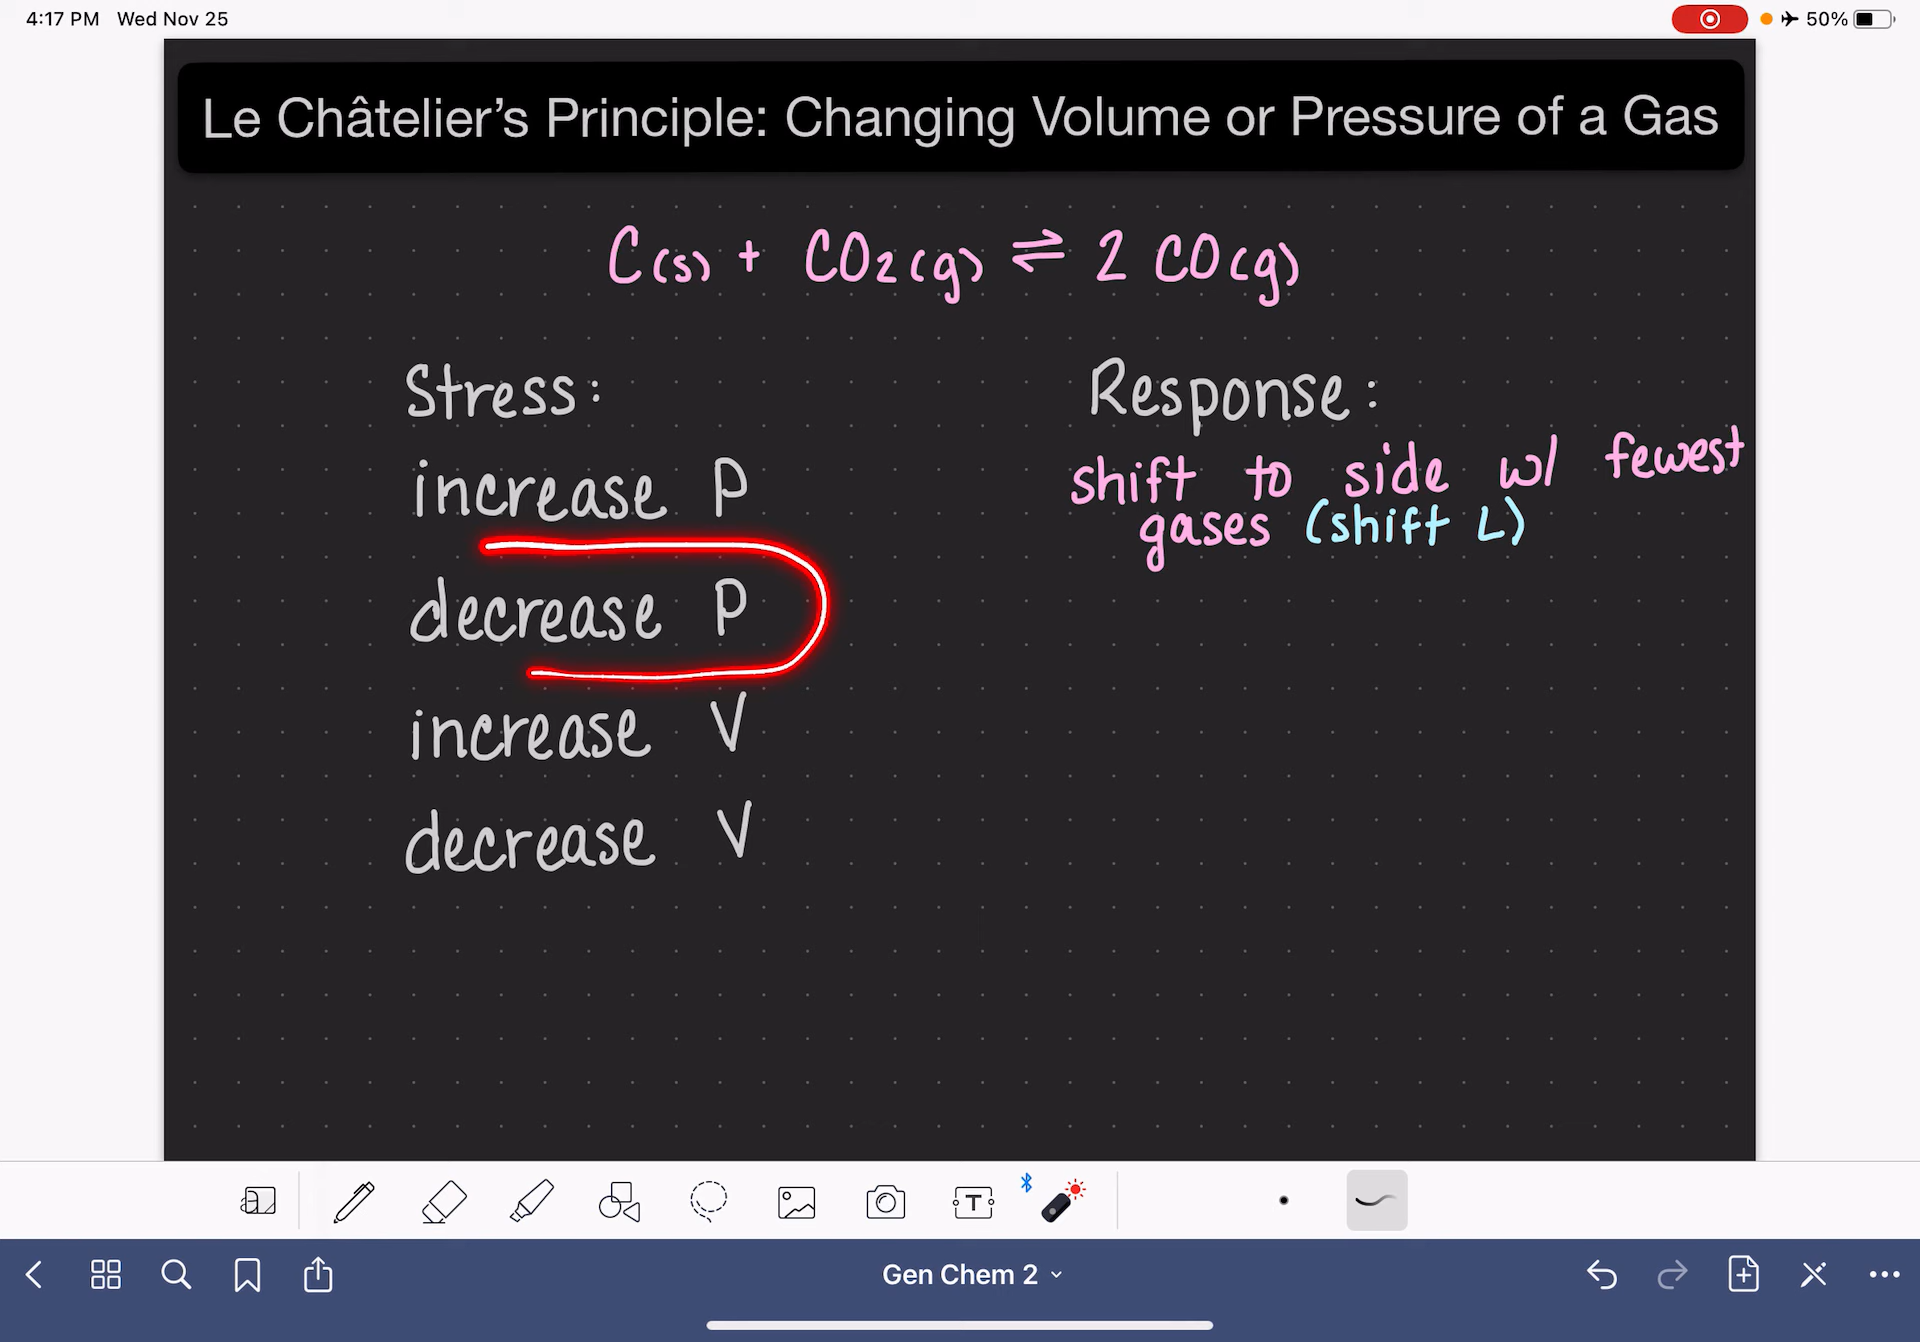 4:17 PM Wed Nov 25
50%
Le Châtelier's Principle: Changing Volume or Pressure of a Gas
C(s) + CO₂(g) ⇌ 2 CO(g)
Stress:
Response:
increase P
shift to side w/ fewest
gases (shift L)
decrease P
increase V
decrease V
Gen Chem 2